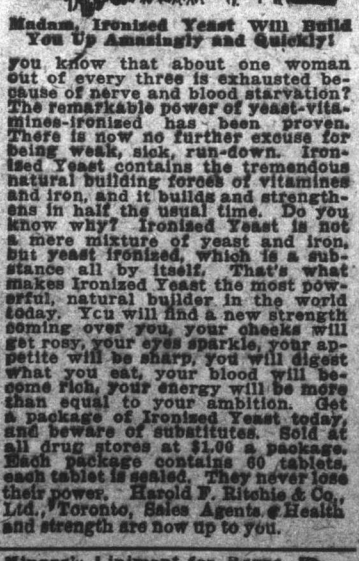 Madam, Ironized Yeast Will Build
You Up Amazingly and Quickly!
you know that about one woman
out of every three is exhausted be-
cause of nerve and blood starvation?
The remarkable power of yeast-vita-
mines-ironized has been proven.
There is now no further excuse for
being weak, sick, run-down. Iron-
ized Yeast contains the tremendous
natural building forces of vitamines
and iron, and it builds and strength-
ens in half the usual time. Do you
know why? Ironized Yeast is not
a mere mixture of yeast and iron,
but yeast ironized, which is a sub-
stance all by itself. That's what
makes Ironized Yeast the most pow-
erful, natural builder in the world
today. You will find a new strength
coming over you, your cheeks will
get rosy, your eyes sparkle, your ap-
petite will be sharp, you will digest
what you eat, your blood will be-
come rich, your energy will be more
than equal to your ambition. Get
a package of Ironized Yeast today,
and beware of substitutes. Sold at
all drug stores at $1.00 a package.
Each package contains 60 tablets,
each tablet is sealed. They never lose
their power. Harold F. Ritchie & Co.,
Ltd., Toronto, Sales Agents. Health
and strength are now up to you.
Liniment for